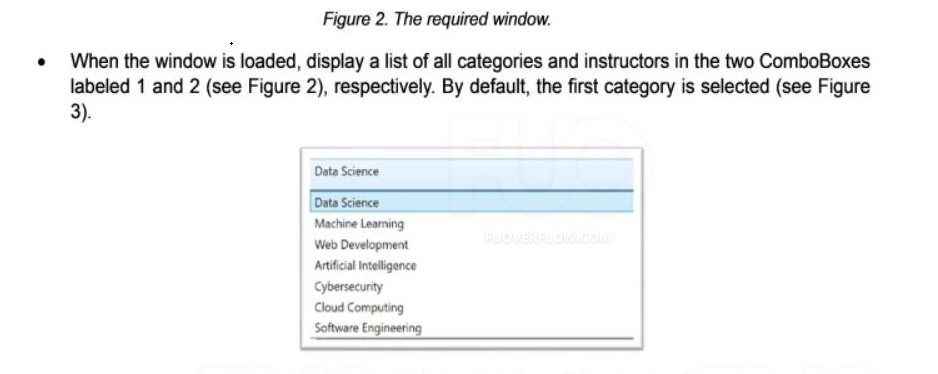 Figure 2. The required window.
• When the window is loaded, display a list of all categories and instructors in the two ComboBoxes
labeled 1 and 2 (see Figure 2), respectively. By default, the first category is selected (see Figure
3).
Data Science
Data Science
Machine Learning
Web Development
FUOVERFLOW.COM
Artificial Intelligence
Cybersecurity
Cloud Computing
Software Engineering